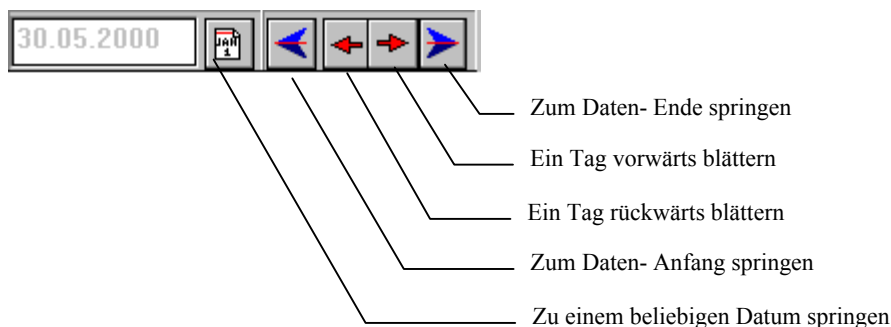 30.05.2000
JAN
1
Zum Daten- Ende springen
Ein Tag vorwärts blättern
Ein Tag rückwärts blättern
Zum Daten- Anfang springen
Zu einem beliebigen Datum springen